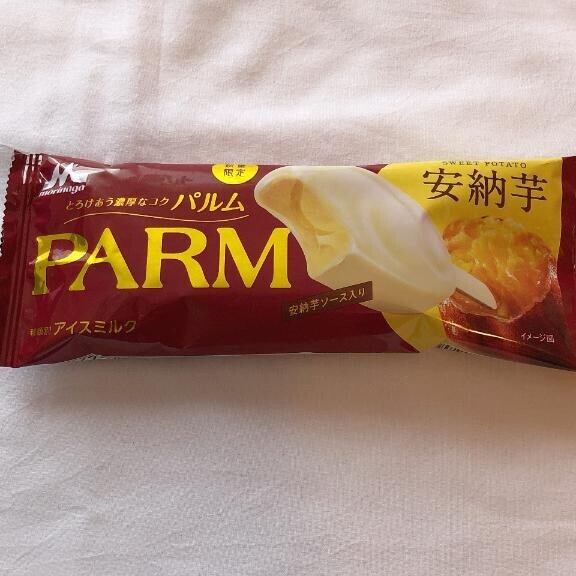 morinaga
とろけあう濃厚なコク パルム
PARM
種類別 アイスミルク
数量
限定
安納芋ソース入り
SWEET POTATO
安納芋
イメージ図